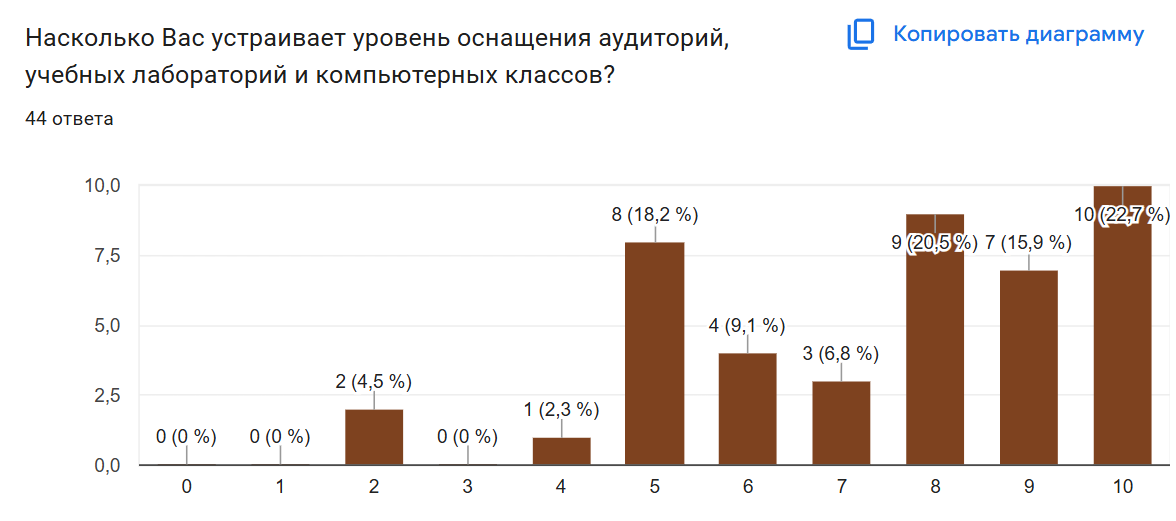 Насколько Вас устраивает уровень оснащения аудиторий,
учебных лабораторий и компьютерных классов?
Копировать диаграмму
44 ответа
10,0
7,5
5,0
2,5
0,0
0 (0 %)
0 (0 %)
2 (4,5 %)
0 (0 %)
1 (2,3 %)
8 (18,2 %)
4 (9,1 %)
3 (6,8 %)
9 (20,5 %)
7 (15,9 %)
10 (22,7 %)
0 1 2 3 4 5 6 7 8 9 10